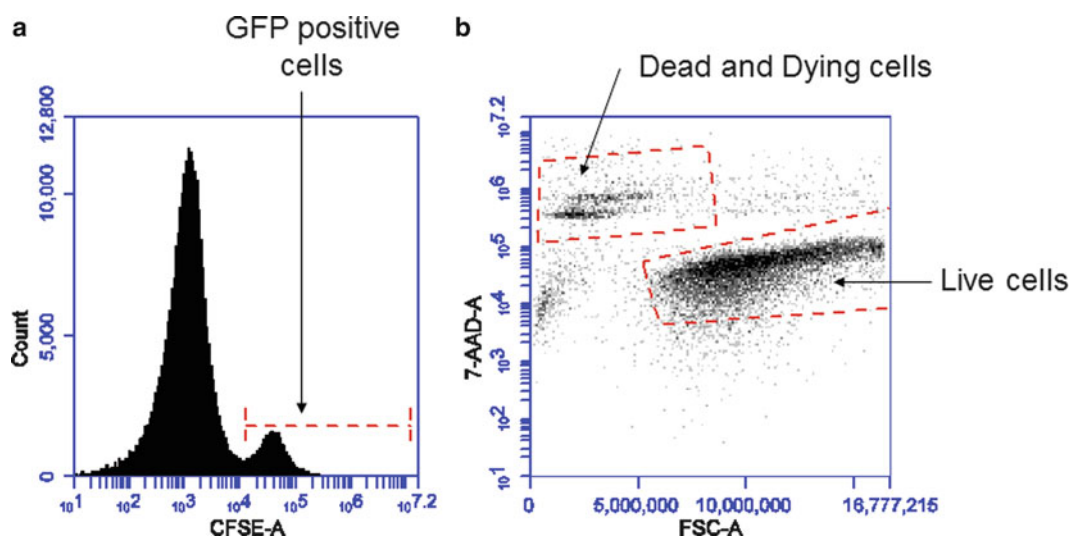 a
GFP positive
cells
12,800
10,000
5,000
0
Count
10^1 10^2 10^3 10^4 10^5 10^6 10^7.2
CFSE-A
b
Dead and Dying cells
Live cells
10^7.2
10^6
10^5
10^4
10^3
10^2
10^1
7-AAD-A
0 5,000,000 10,000,000 16,777,215
FSC-A